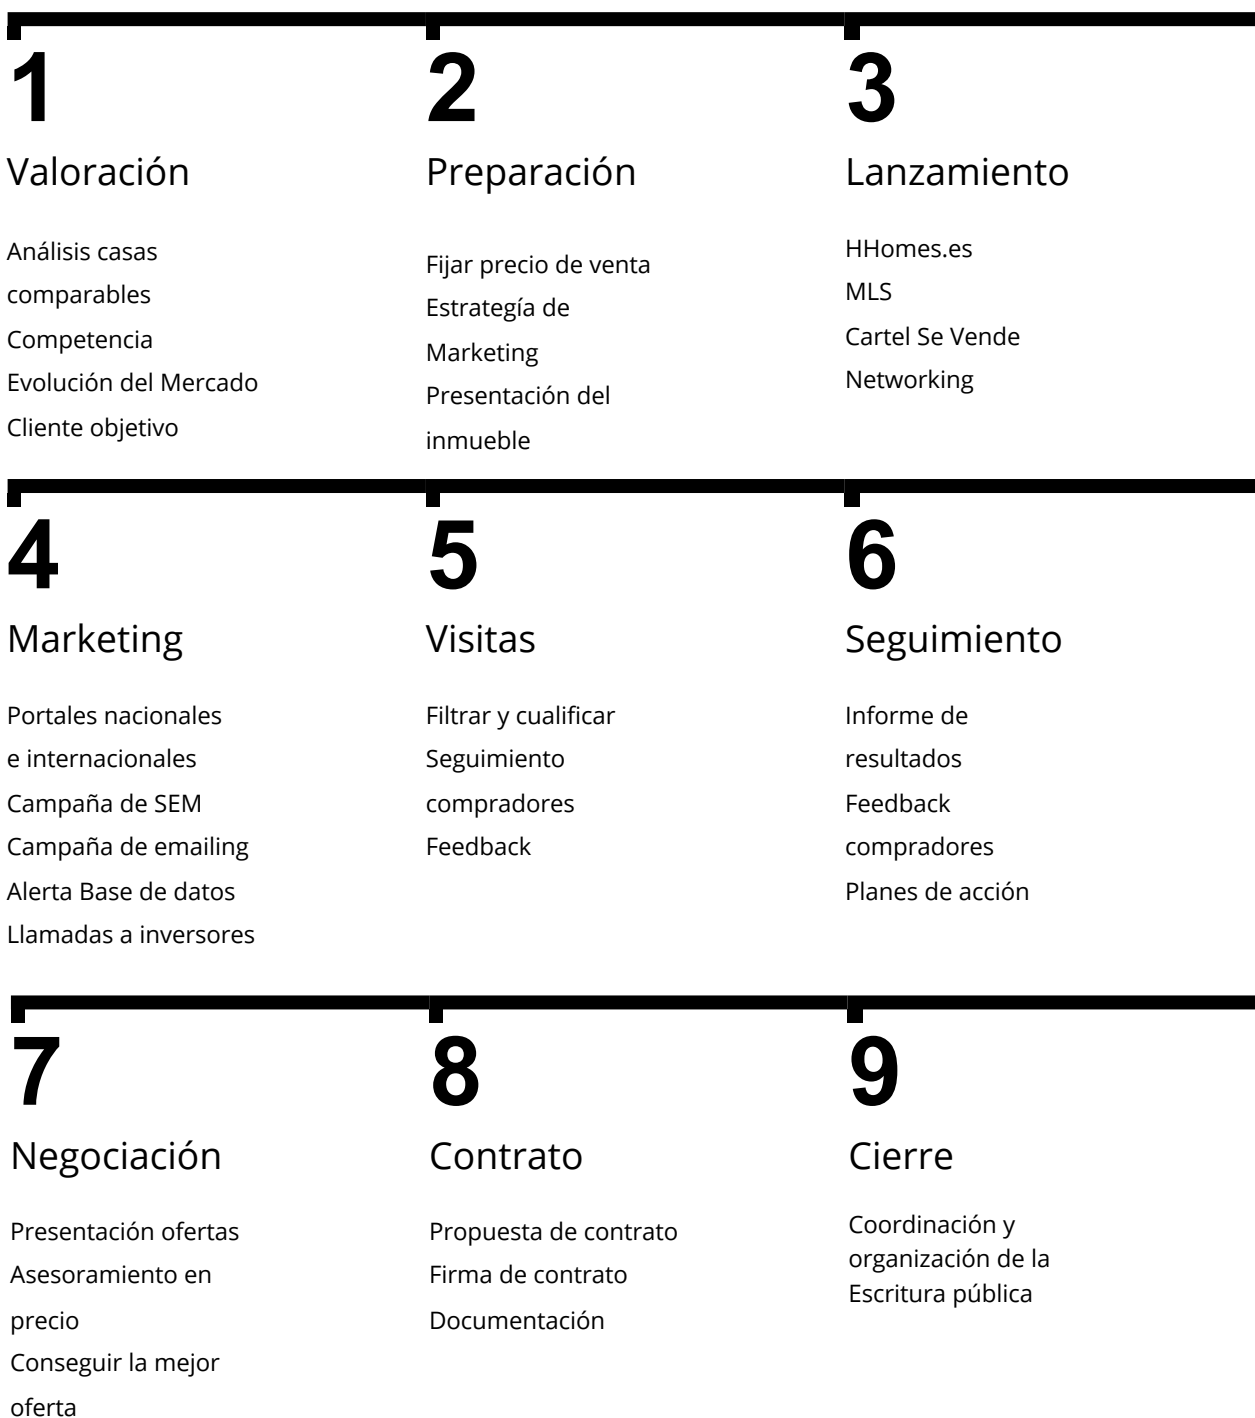 1
Valoración
Análisis casas
comparables
Competencia
Evolución del Mercado
Cliente objetivo
2
Preparación
Fijar precio de venta
Estrategía de
Marketing
Presentación del
inmueble
3
Lanzamiento
HHomes.es
MLS
Cartel Se Vende
Networking
4
Marketing
Portales nacionales
e internacionales
Campaña de SEM
Campaña de emailing
Alerta Base de datos
Llamadas a inversores
5
Visitas
Filtrar y cualificar
Seguimiento
compradores
Feedback
6
Seguimiento
Informe de
resultados
Feedback
compradores
Planes de acción
7
Negociación
Presentación ofertas
Asesoramiento en
precio
Conseguir la mejor
oferta
8
Contrato
Propuesta de contrato
Firma de contrato
Documentación
9
Cierre
Coordinación y
organización de la
Escritura pública